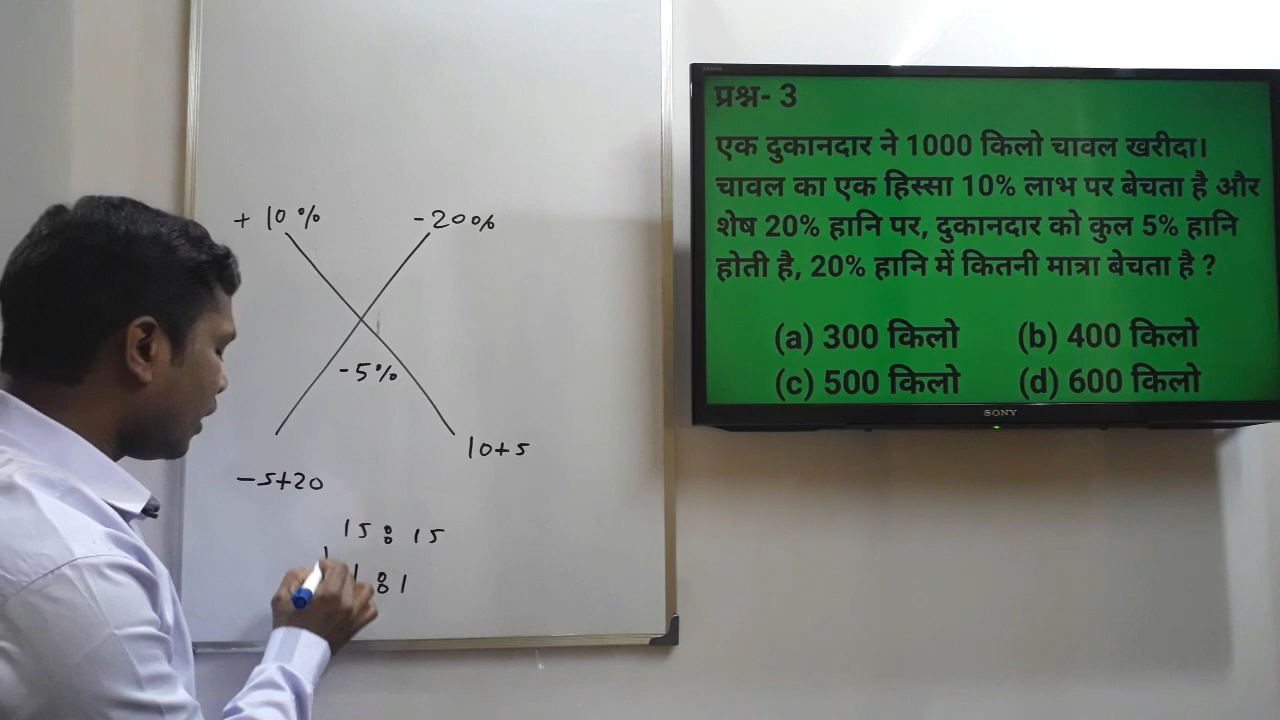 + 10 % -20%
-5%
10+5
-5+20
15 : 15
1 : 1
प्रश्न- 3
एक दुकानदार ने 1000 किलो चावल खरीदा।
चावल का एक हिस्सा 10% लाभ पर बेचता है और
शेष 20% हानि पर, दुकानदार को कुल 5% हानि
होती है, 20% हानि में कितनी मात्रा बेचता है ?
(a) 300 किलो (b) 400 किलो
(c) 500 किलो (d) 600 किलो
SONY